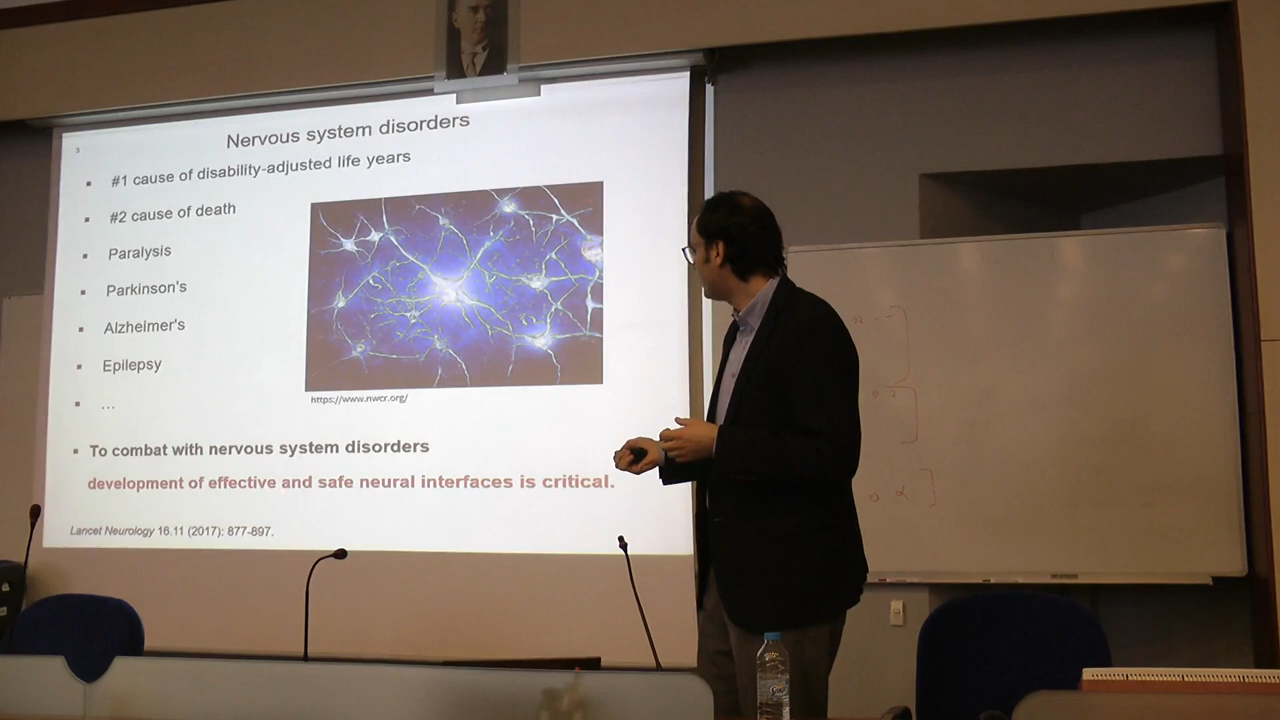 3
Nervous system disorders
#1 cause of disability-adjusted life years
#2 cause of death
Paralysis
Parkinson's
Alzheimer's
Epilepsy
...
https://www.nwcr.org/
To combat with nervous system disorders
development of effective and safe neural interfaces is critical.
Lancet Neurology 16.11 (2017): 877-897.